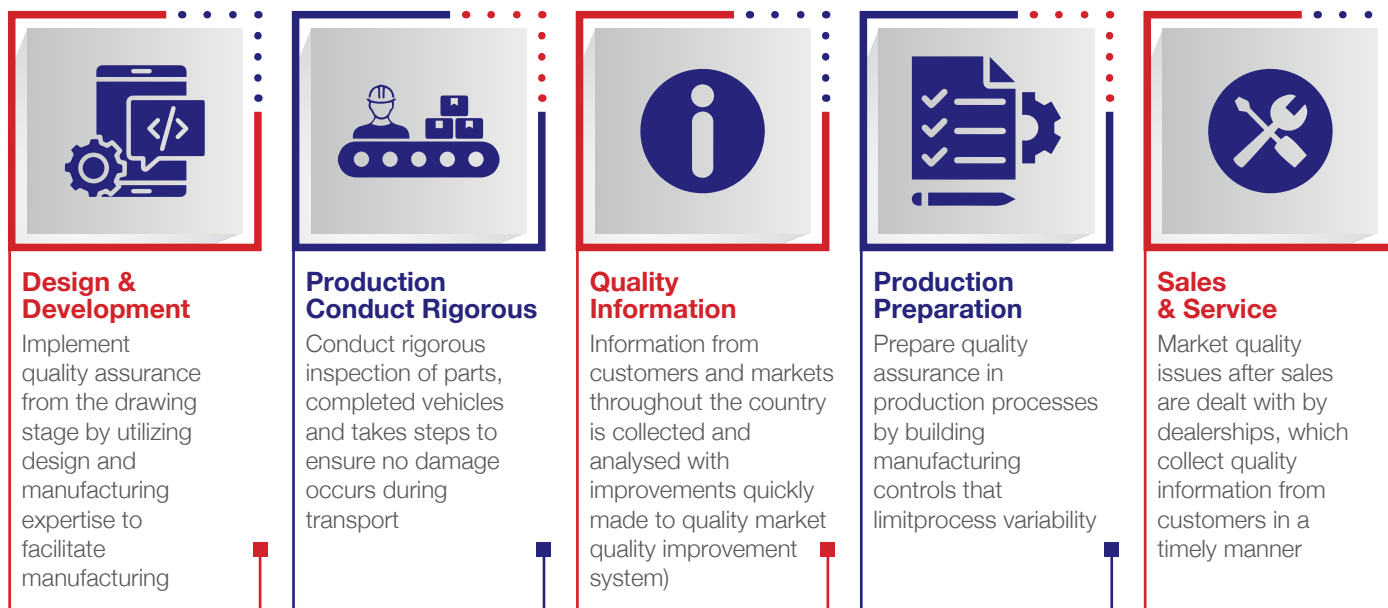 Design &
Development
Implement
quality assurance
from the drawing
stage by utilizing
design and
manufacturing
expertise to
facilitate
manufacturing
Production
Conduct Rigorous
Conduct rigorous
inspection of parts,
completed vehicles
and takes steps to
ensure no damage
occurs during
transport
Quality
Information
Information from
customers and markets
throughout the country
is collected and
analysed with
improvements quickly
made to quality market
quality improvement
system)
Production
Preparation
Prepare quality
assurance in
production processes
by building
manufacturing
controls that
limitprocess variability
Sales
& Service
Market quality
issues after sales
are dealt with by
dealerships, which
collect quality
information from
customers in a
timely manner